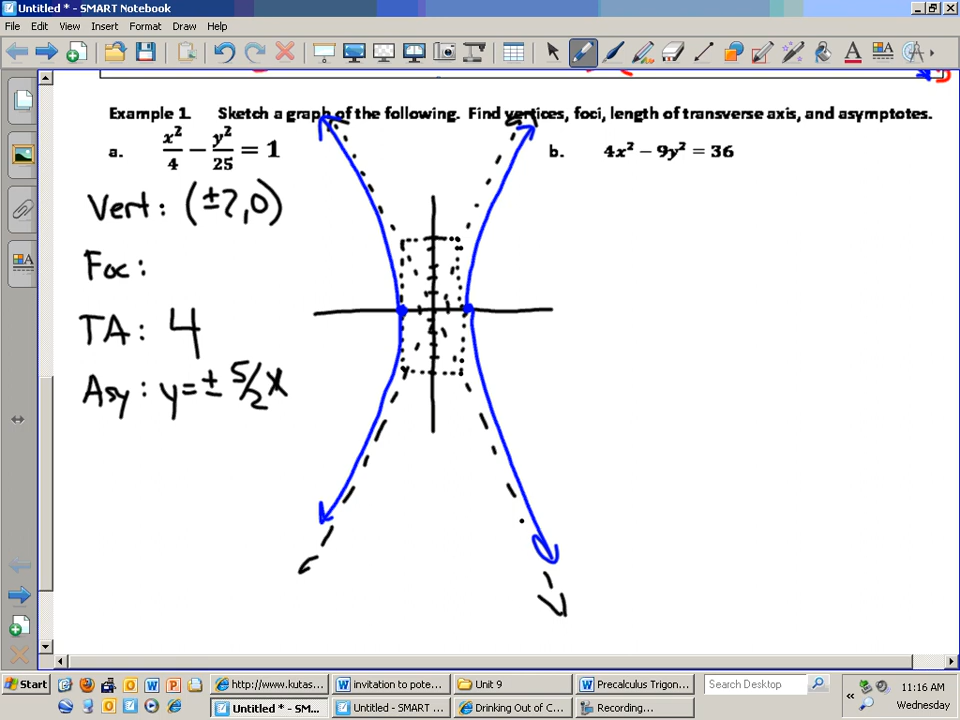 Untitled * - SMART Notebook
File Edit View Insert Format Draw Help
Example 1. Sketch a graph of the following. Find vertices, foci, length of transverse axis, and asymptotes.
a. x²/4 − y²/25 = 1
b. 4x² − 9y² = 36
Vert: (±2,0)
Foc:
TA: 4
Asy: y=± 5/2 x
Start
http://www.kutas...
invitation to pote...
Unit 9
Precalculus Trigon...
Search Desktop
11:16 AM
Untitled * - SM...
Untitled - SMART ...
Drinking Out of C...
Recording...
Wednesday